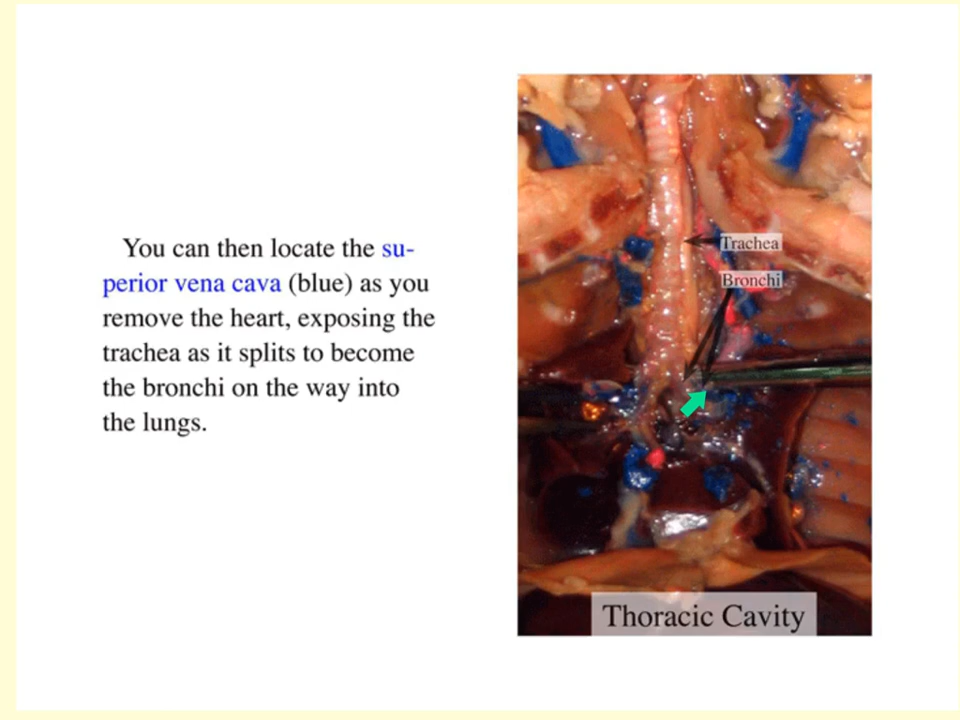 You can then locate the su-
perior vena cava (blue) as you
remove the heart, exposing the
trachea as it splits to become
the bronchi on the way into
the lungs.
Trachea
Bronchi
Thoracic Cavity